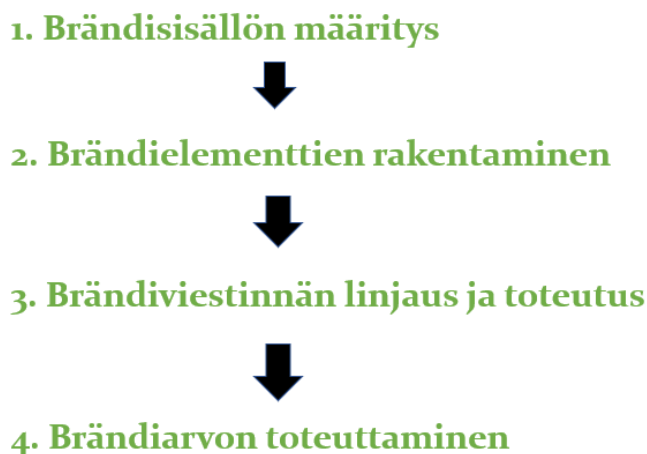 1. Brändisisällön määritys
2. Brändielementtien rakentaminen
3. Brändiviestinnän linjaus ja toteutus
4. Brändiarvon toteuttaminen